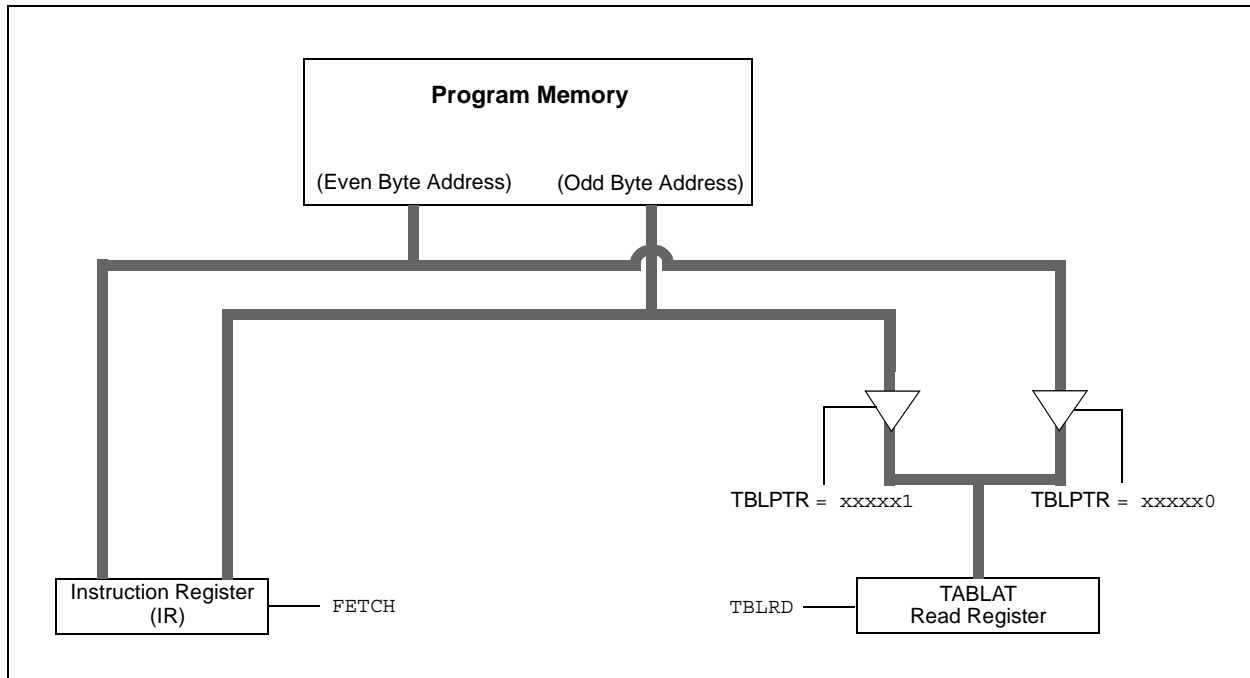 Program Memory
(Even Byte Address) (Odd Byte Address)
TBLPTR = xxxxx1 TBLPTR = xxxxx0
Instruction Register
(IR)
FETCH
TBLRD
TABLAT
Read Register